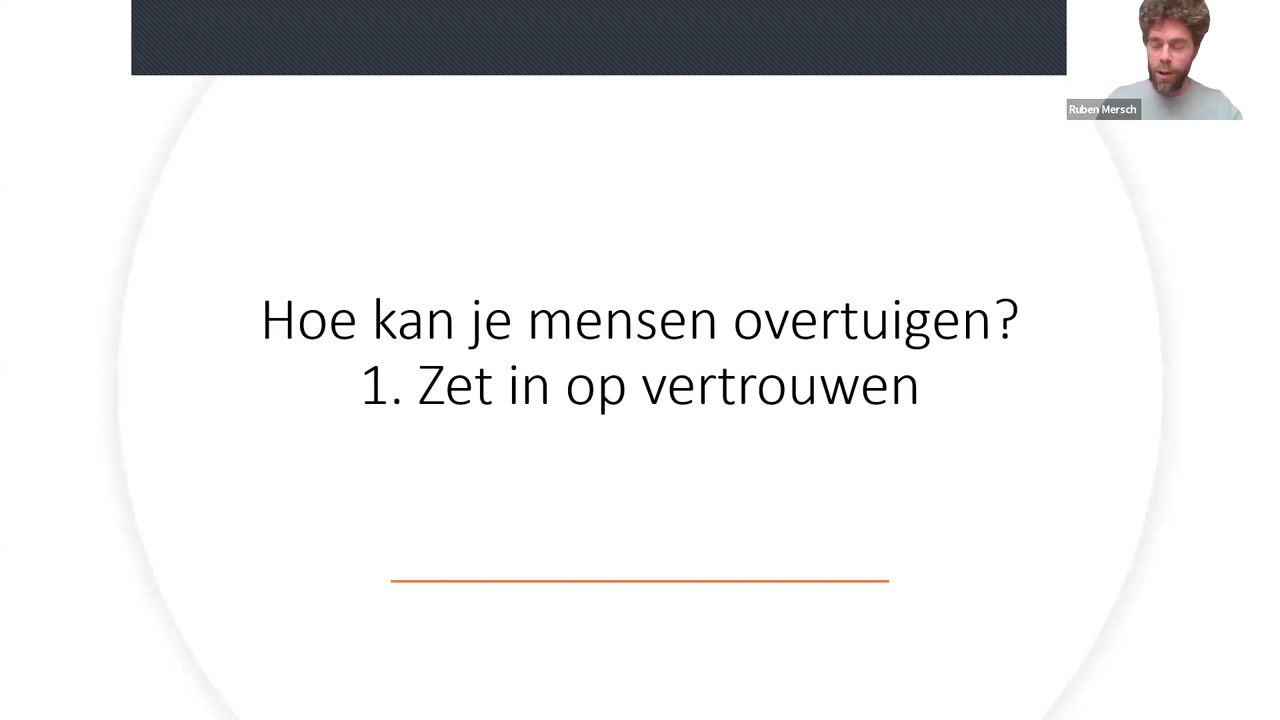 Ruben Mersch
Hoe kan je mensen overtuigen?
1. Zet in op vertrouwen